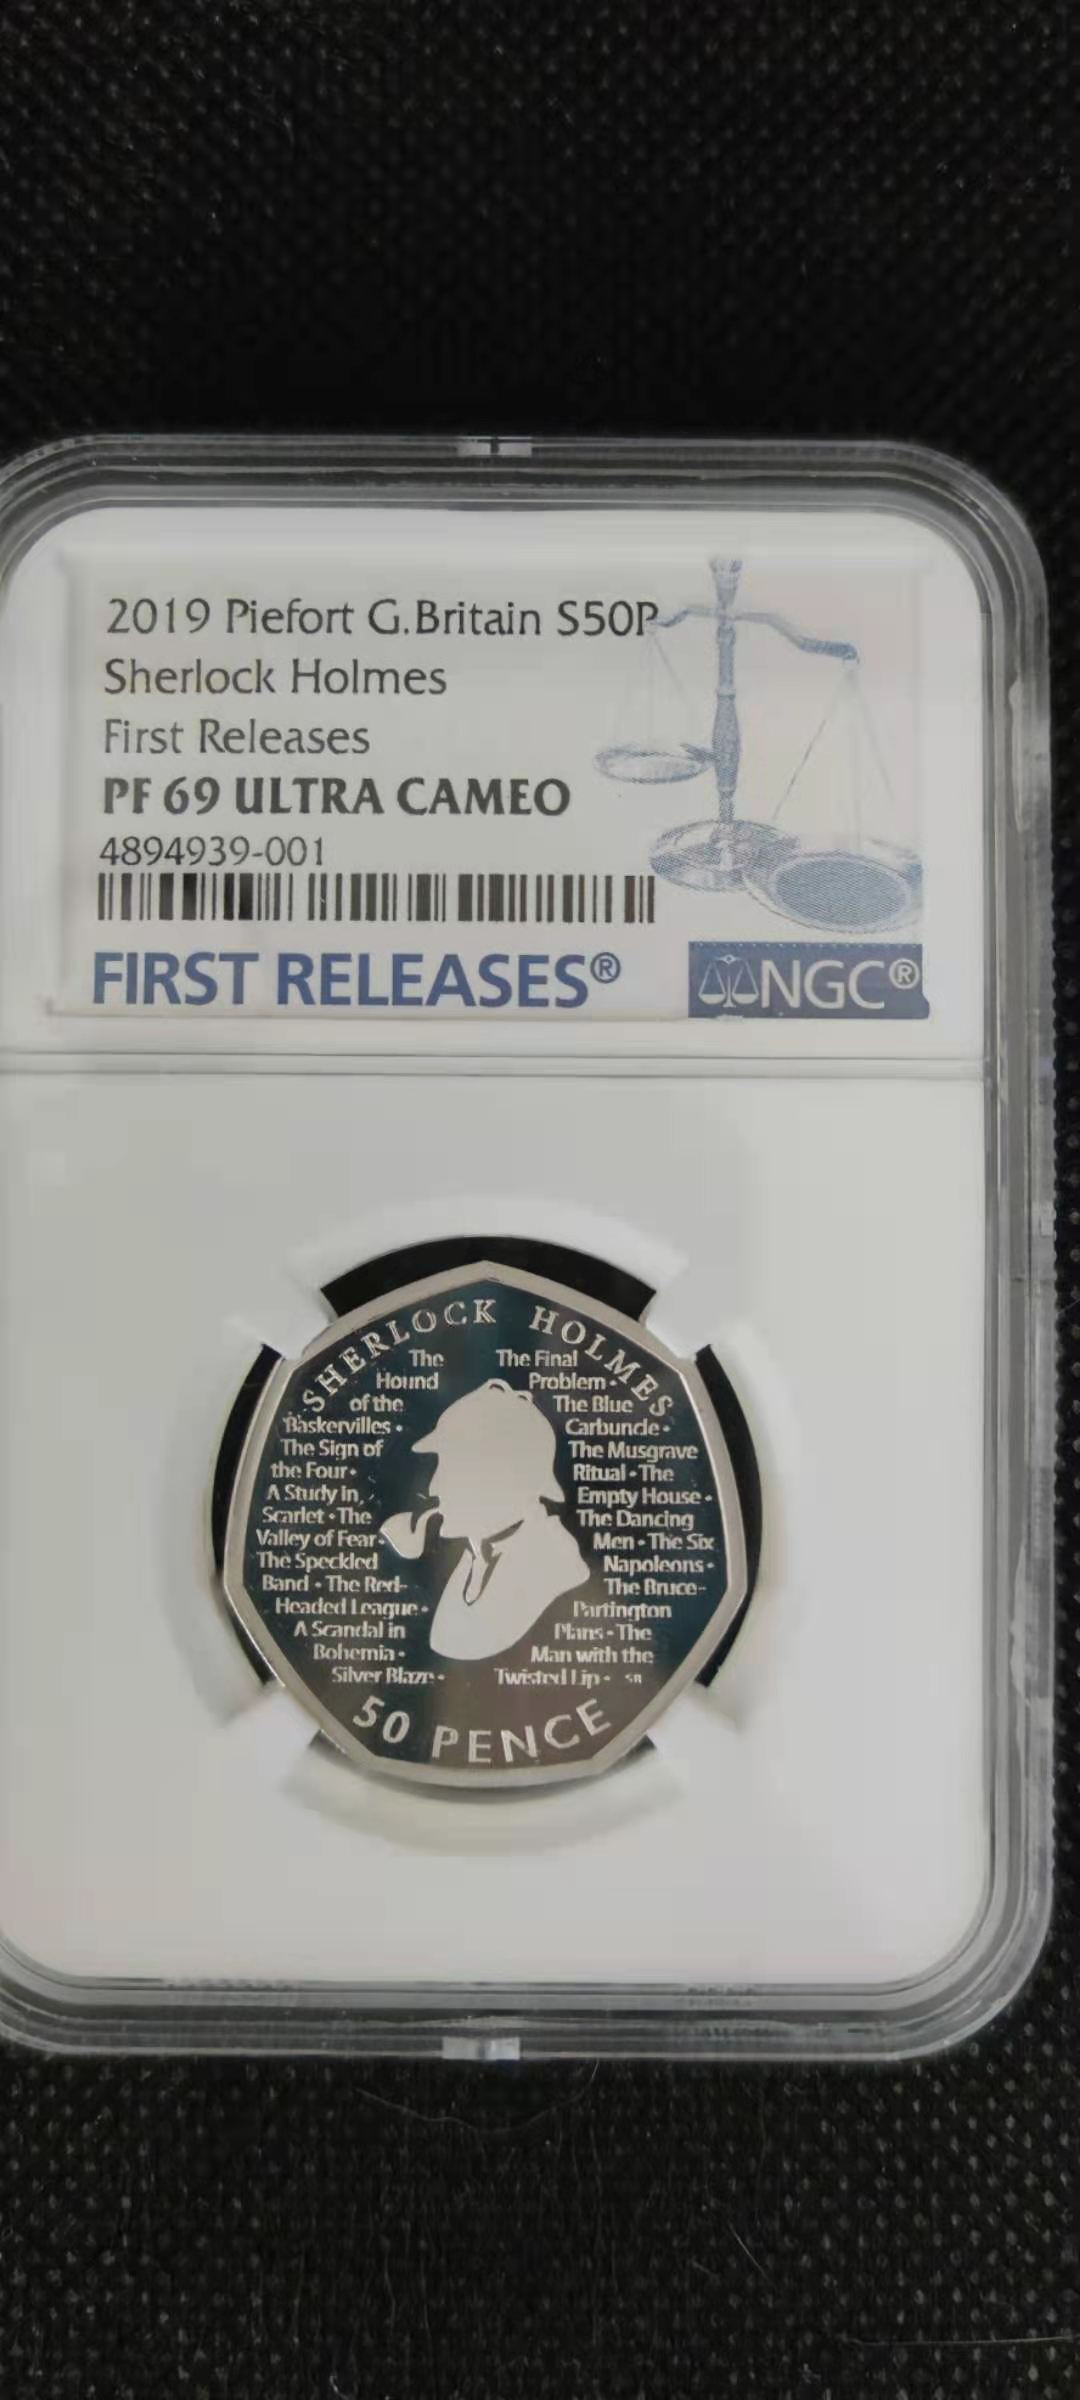 2019 Piefort G.Britain S50P
Sherlock Holmes
First Releases
PF 69 ULTRA CAMEO
4894939-001
FIRST RELEASES®
NGC®
SHERLOCK HOLMES
The
Hound
of the
Baskervilles •
The Sign of
the Four •
A Study in
Scarlet • The
Valley of Fear •
The Speckled
Band • The Red-
Headed League •
A Scandal in
Bohemia •
Silver Blaze •
The Final
Problem •
The Blue
Carbuncle •
The Musgrave
Ritual • The
Empty House •
The Dancing
Men • The Six
Napoleons •
The Bruce-
Partington
Plans • The
Man with the
Twisted Lip •
50 PENCE